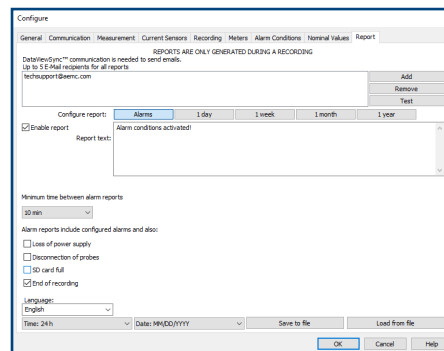 Configure
General Communication Measurement Current Sensors Recording Meters Alarm Conditions Nominal Values Report
REPORTS ARE ONLY GENERATED DURING A RECORDING
DataViewSync™ communication is needed to send emails.
Up to 5 E-Mail recipients for all reports
techsupport@aemc.com
Add
Remove
Test
Configure report: Alarms 1 day 1 week 1 month 1 year
Enable report
Report text: Alarm conditions activated!
Minimum time between alarm reports
10 min
Alarm reports include configured alarms and also:
Loss of power supply
Disconnection of probes
SD card full
End of recording
Language:
English
Time: 24 h Date: MM/DD/YYYY Save to file Load from file
OK Cancel Help